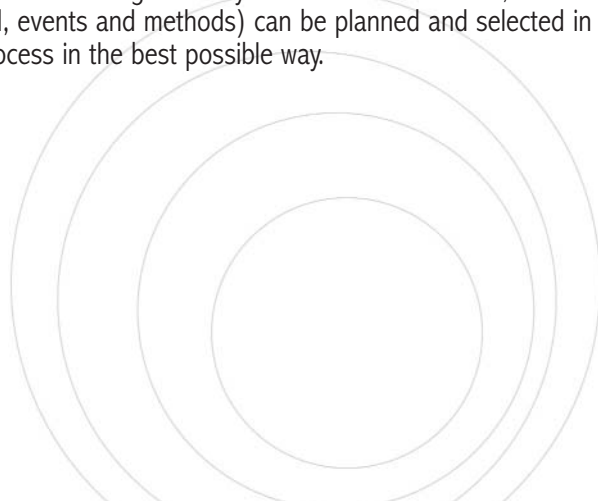 , events and methods) can be planned and selected in
ocess in the best possible way.